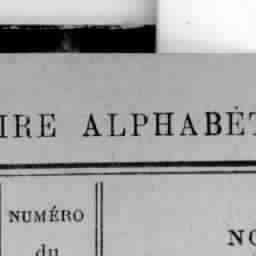 IRE ALPHABÉT
NUMÉRO
du
NO